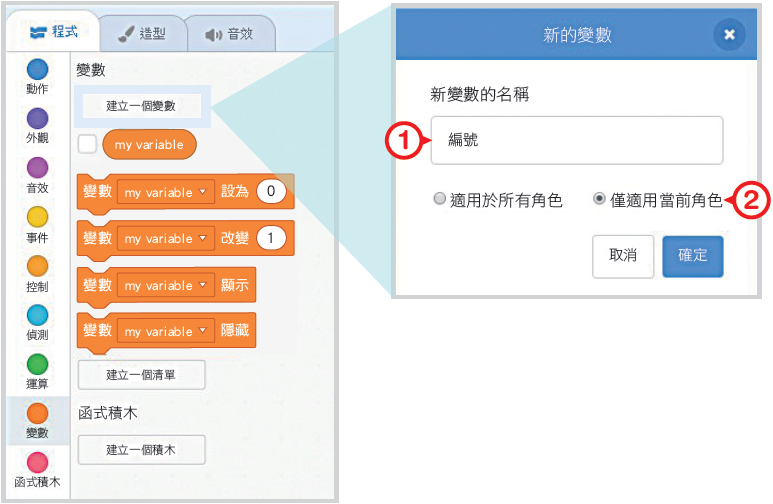 程式
造型
音效
動作
外觀
音效
事件
控制
偵測
運算
變數
函式積木
變數
建立一個變數
my variable
變數 my variable 設為 0
變數 my variable 改變 1
變數 my variable 顯示
變數 my variable 隱藏
建立一個清單
函式積木
建立一個積木
新的變數
新變數的名稱
1 編號
適用於所有角色 僅適用當前角色 2
取消 確定